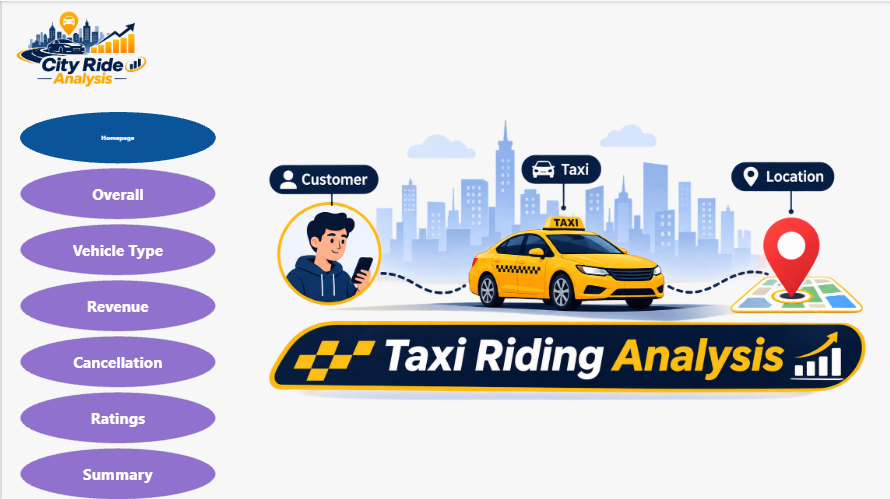 City Ride
Analysis
Homepage
Overall
Vehicle Type
Revenue
Cancellation
Ratings
Summary
Customer
Taxi
Location
TAXI
Taxi Riding Analysis